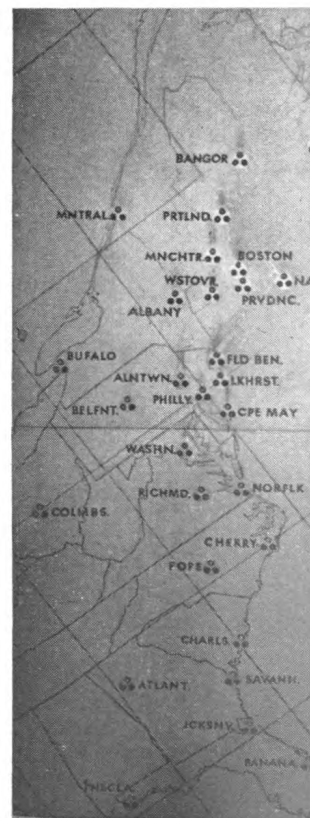 BANGOR
MNTRAL.
PRTLND.
MNCHTR.
BOSTON
WSTOVR.
NA
PRVDNC.
ALBANY
BUFALO
FLD BEN.
ALNTWN.
LKHRST.
PHILLY.
BELFNT.
CPE MAY
WASHN.
RICHMD.
NORFLK
COLMBS.
CHERRY.
POPE
CHARLS.
ATLANT.
SAVANH.
JCKSNV.
BANANA
PNSCLA.